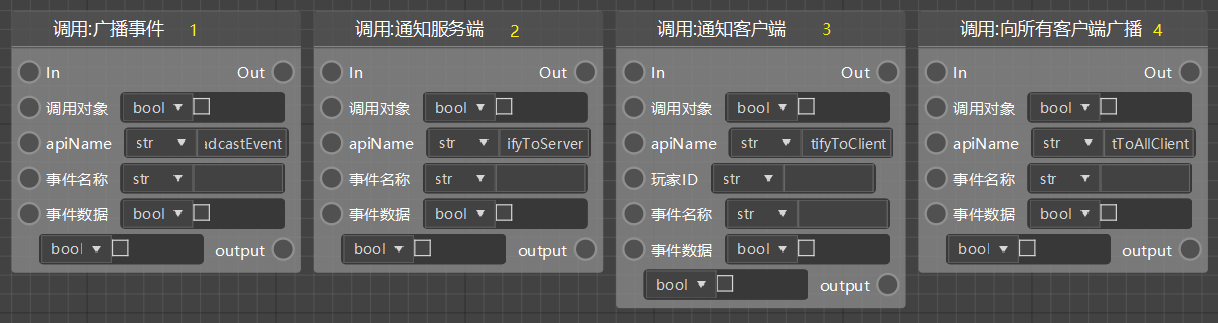 调用:广播事件 1
In Out
调用对象 bool
apiName str adcastEvent
事件名称 str
事件数据 bool
bool output
调用:通知服务端 2
In Out
调用对象 bool
apiName str ifyToServer
事件名称 str
事件数据 bool
bool output
调用:通知客户端 3
In Out
调用对象 bool
apiName str tifyToClient
玩家ID str
事件名称 str
事件数据 bool
bool output
调用:向所有客户端广播 4
In Out
调用对象 bool
apiName str tToAllClient
事件名称 str
事件数据 bool
bool output